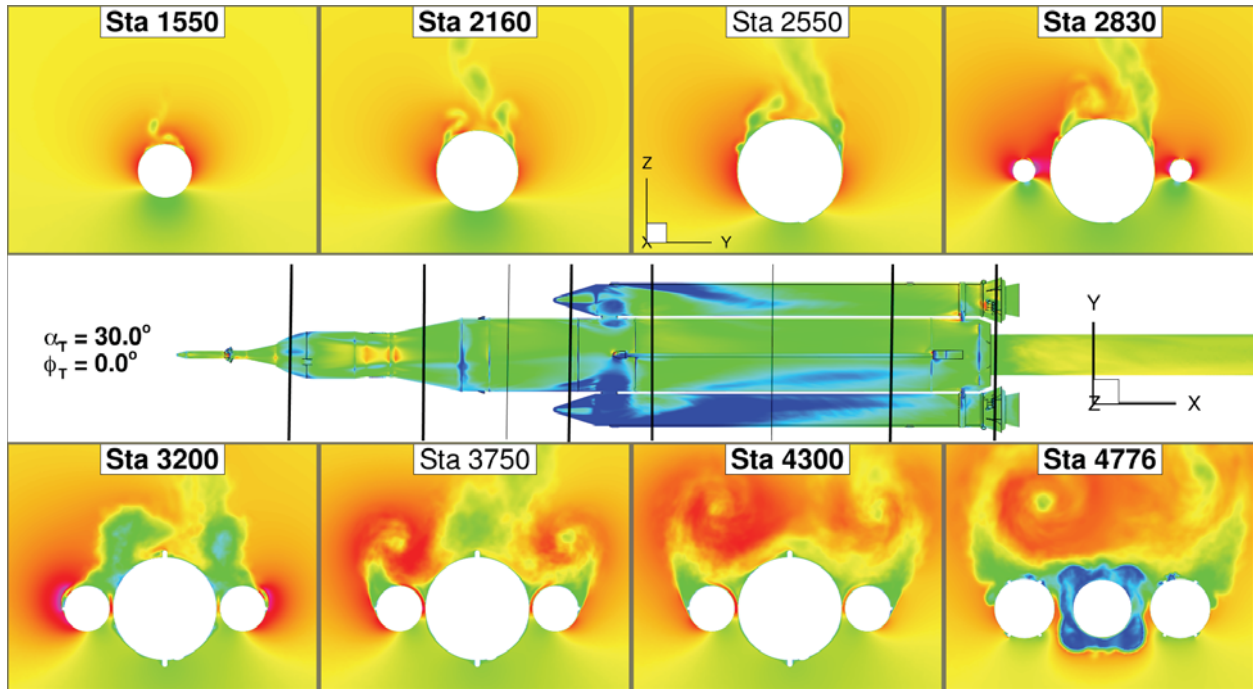 Sta 1550
Sta 2160
Sta 2550
Sta 2830
Z
X
Y
α_T = 30.0°
ϕ_T = 0.0°
Y
Z
X
Sta 3200
Sta 3750
Sta 4300
Sta 4776